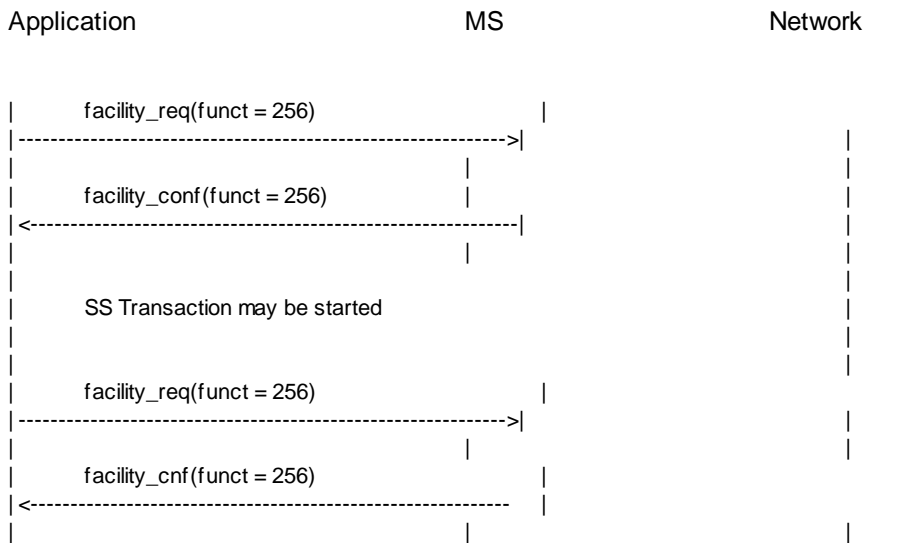 Application MS Network
facility_req(funct = 256)
facility_conf(funct = 256)
SS Transaction may be started
facility_req(funct = 256)
facility_cnf(funct = 256)